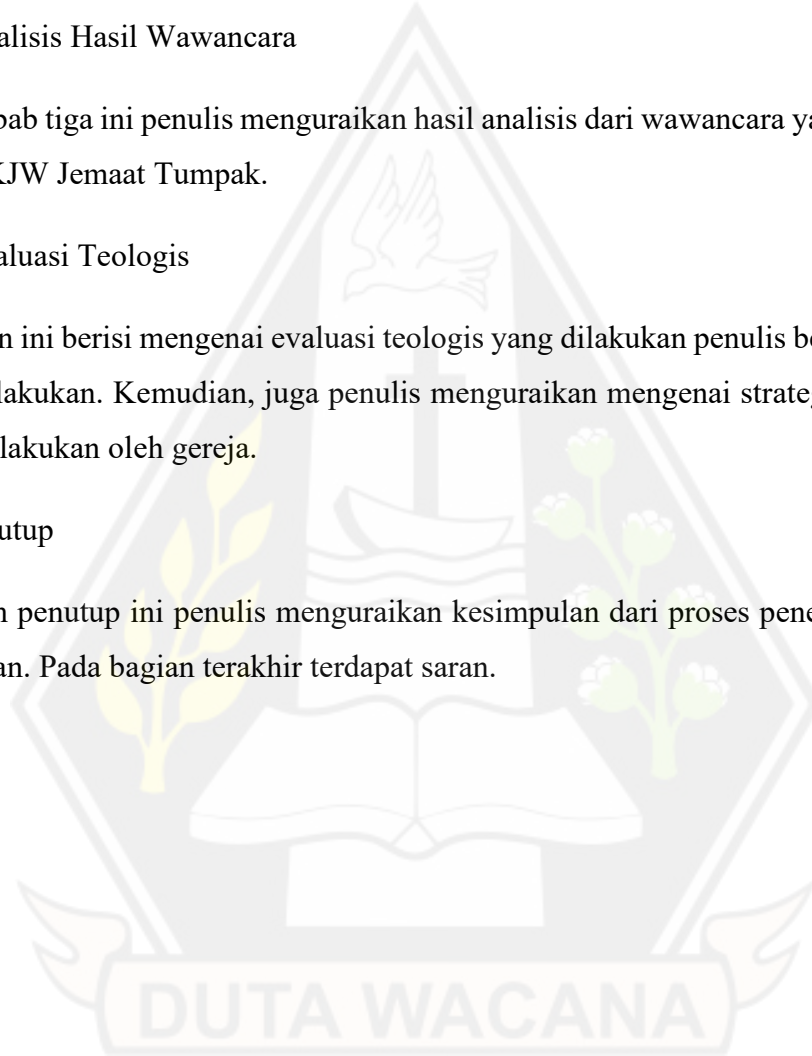 alisis Hasil Wawancara
bab tiga ini penulis menguraikan hasil analisis dari wawancara ya
KJW Jemaat Tumpak.
aluasi Teologis
n ini berisi mengenai evaluasi teologis yang dilakukan penulis be
lakukan. Kemudian, juga penulis menguraikan mengenai strateg
lakukan oleh gereja.
utup
n penutup ini penulis menguraikan kesimpulan dari proses pene
an. Pada bagian terakhir terdapat saran.
DUTA WACANA